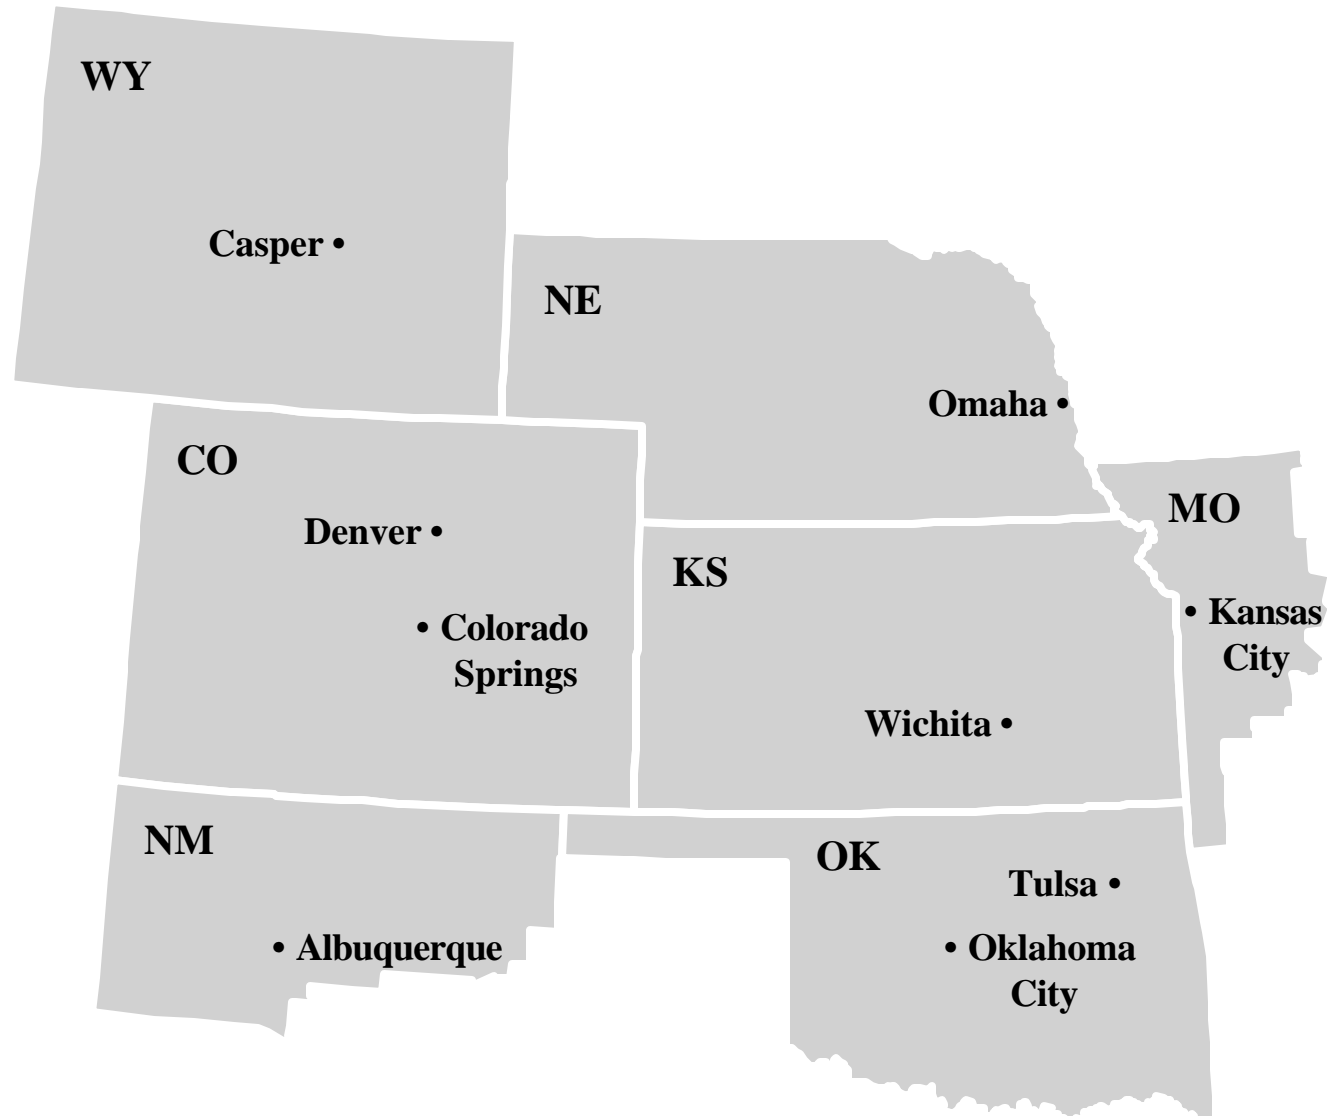 WY
Casper
NE
Omaha
CO
MO
Denver
KS
Kansas
City
Colorado
Springs
Wichita
NM
OK
Tulsa
Albuquerque
Oklahoma
City